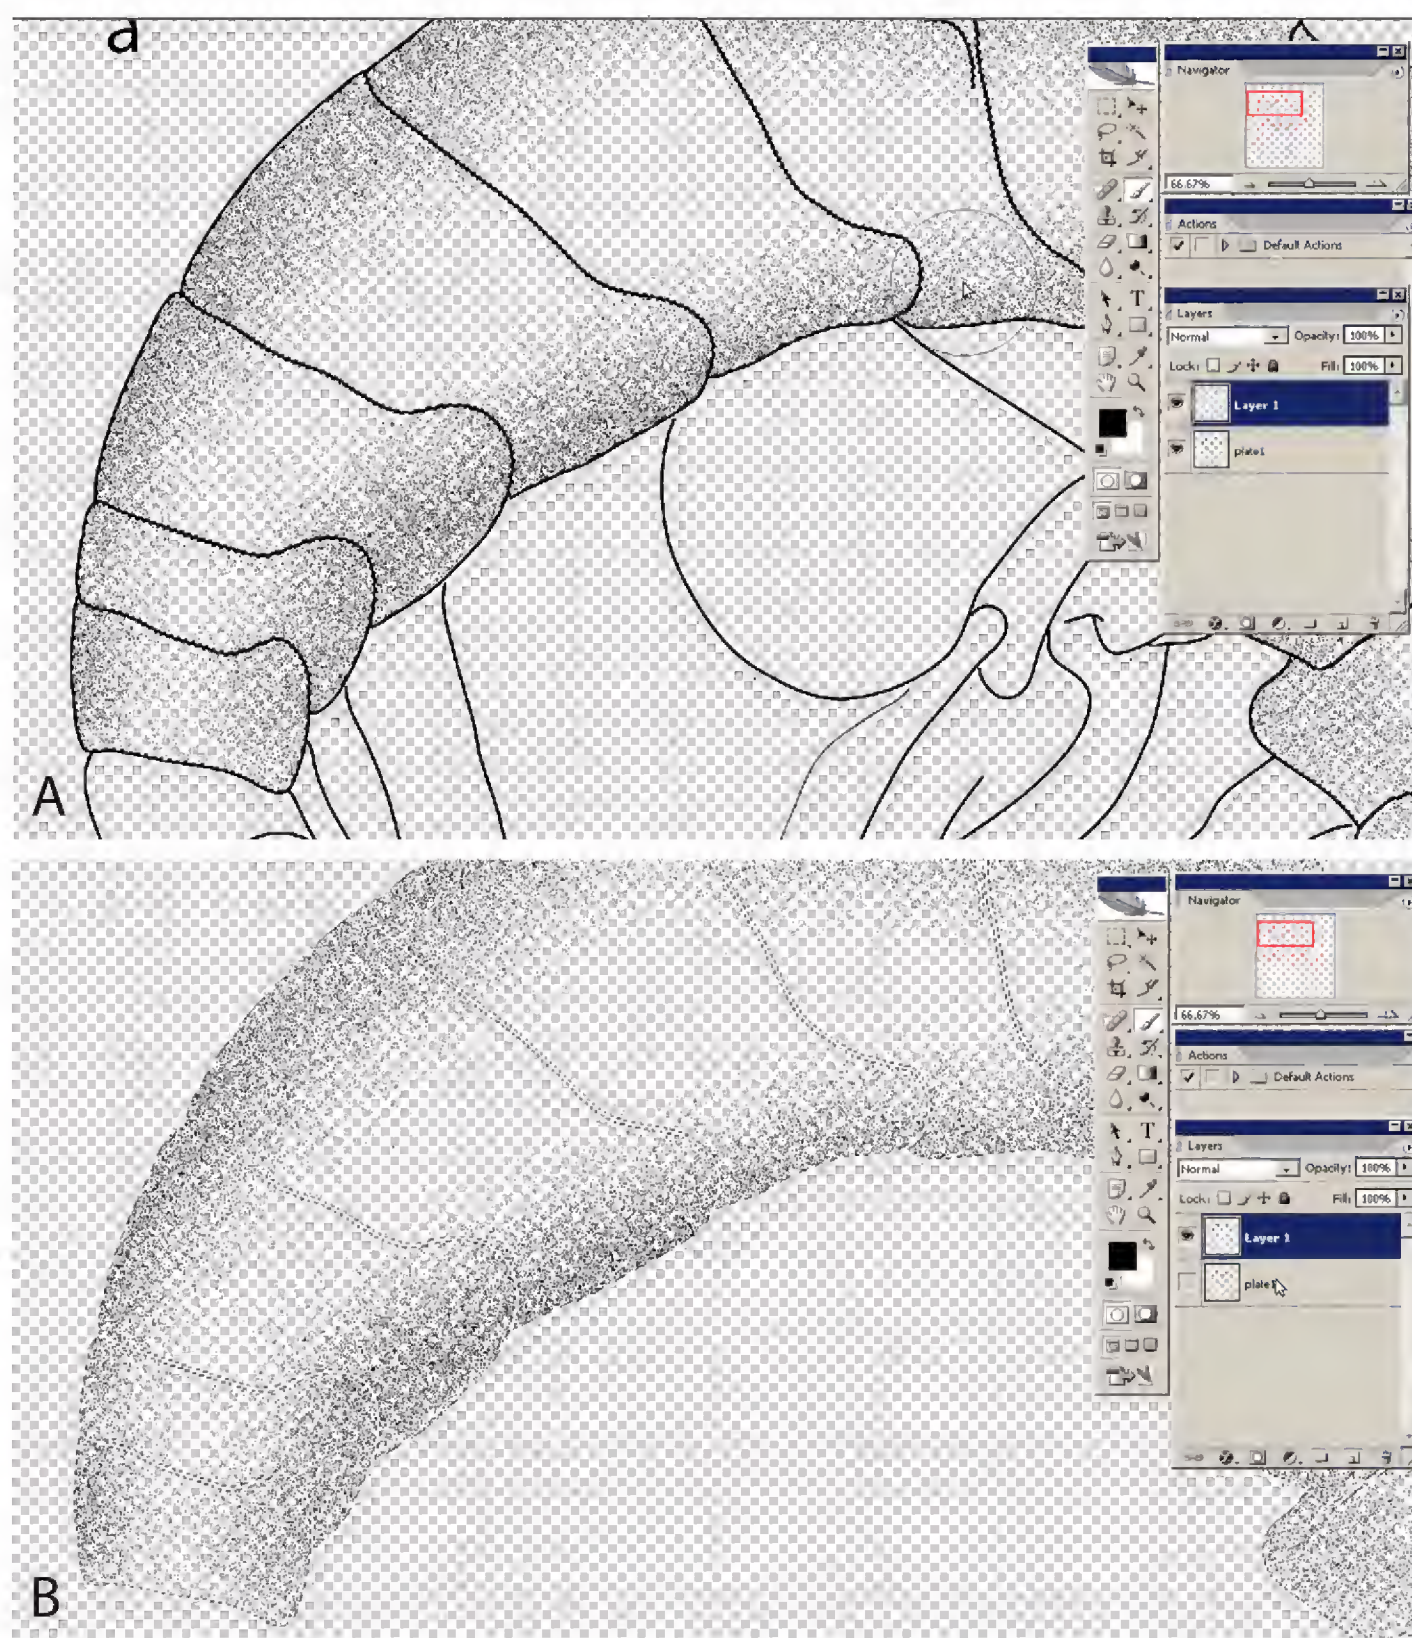 a
Navigator
66.67%
Actions
Default Actions
Layers
Normal Opacity: 100%
Lock: Fill: 100%
Layer 1
plate1
T
A
Navigator
66.67%
Actions
Default Actions
Layers
Normal Opacity: 100%
Lock: Fill: 100%
Layer 1
plate1
T
B